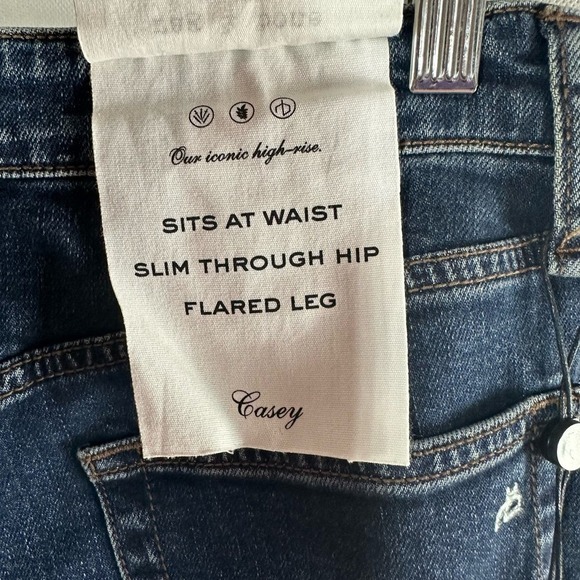 Our iconic high-rise.
SITS AT WAIST
SLIM THROUGH HIP
FLARED LEG
Casey